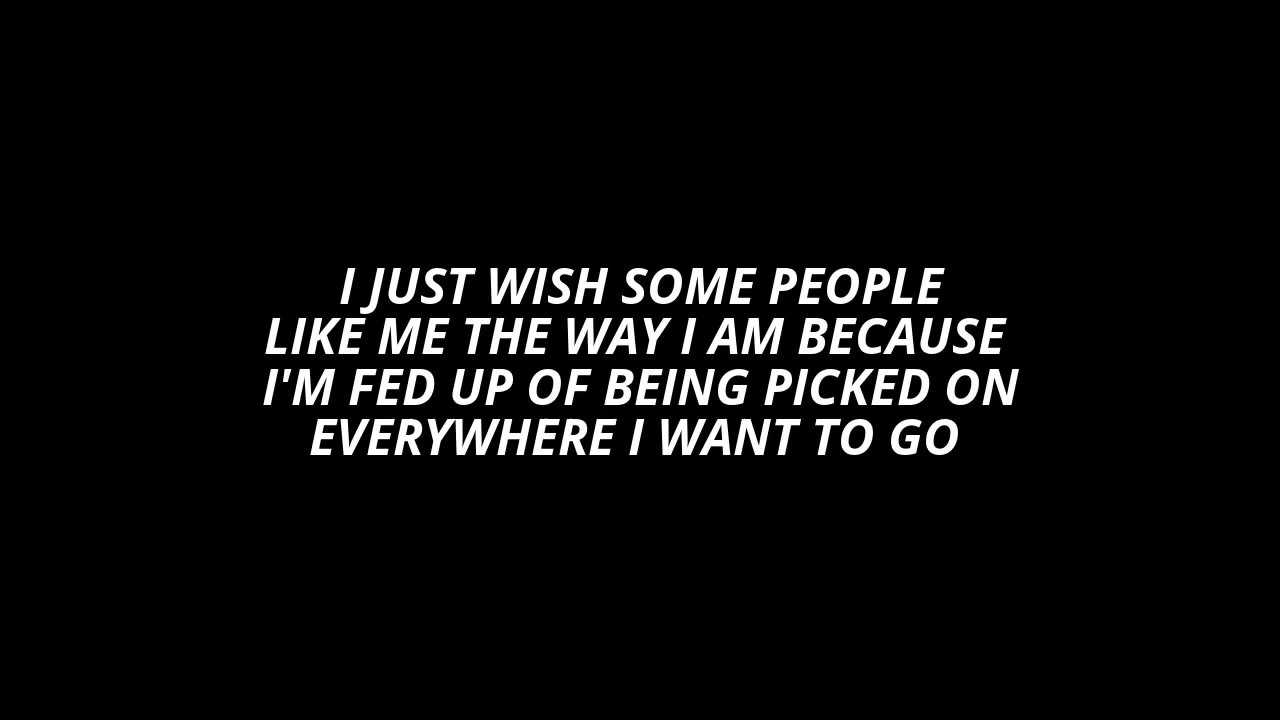 I JUST WISH SOME PEOPLE
LIKE ME THE WAY I AM BECAUSE
I'M FED UP OF BEING PICKED ON
EVERYWHERE I WANT TO GO